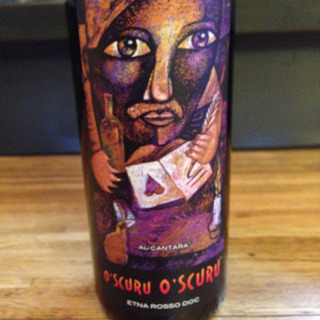 AL-CANTARA
O'SCURU O'SCURU
ETNA ROSSO DOC